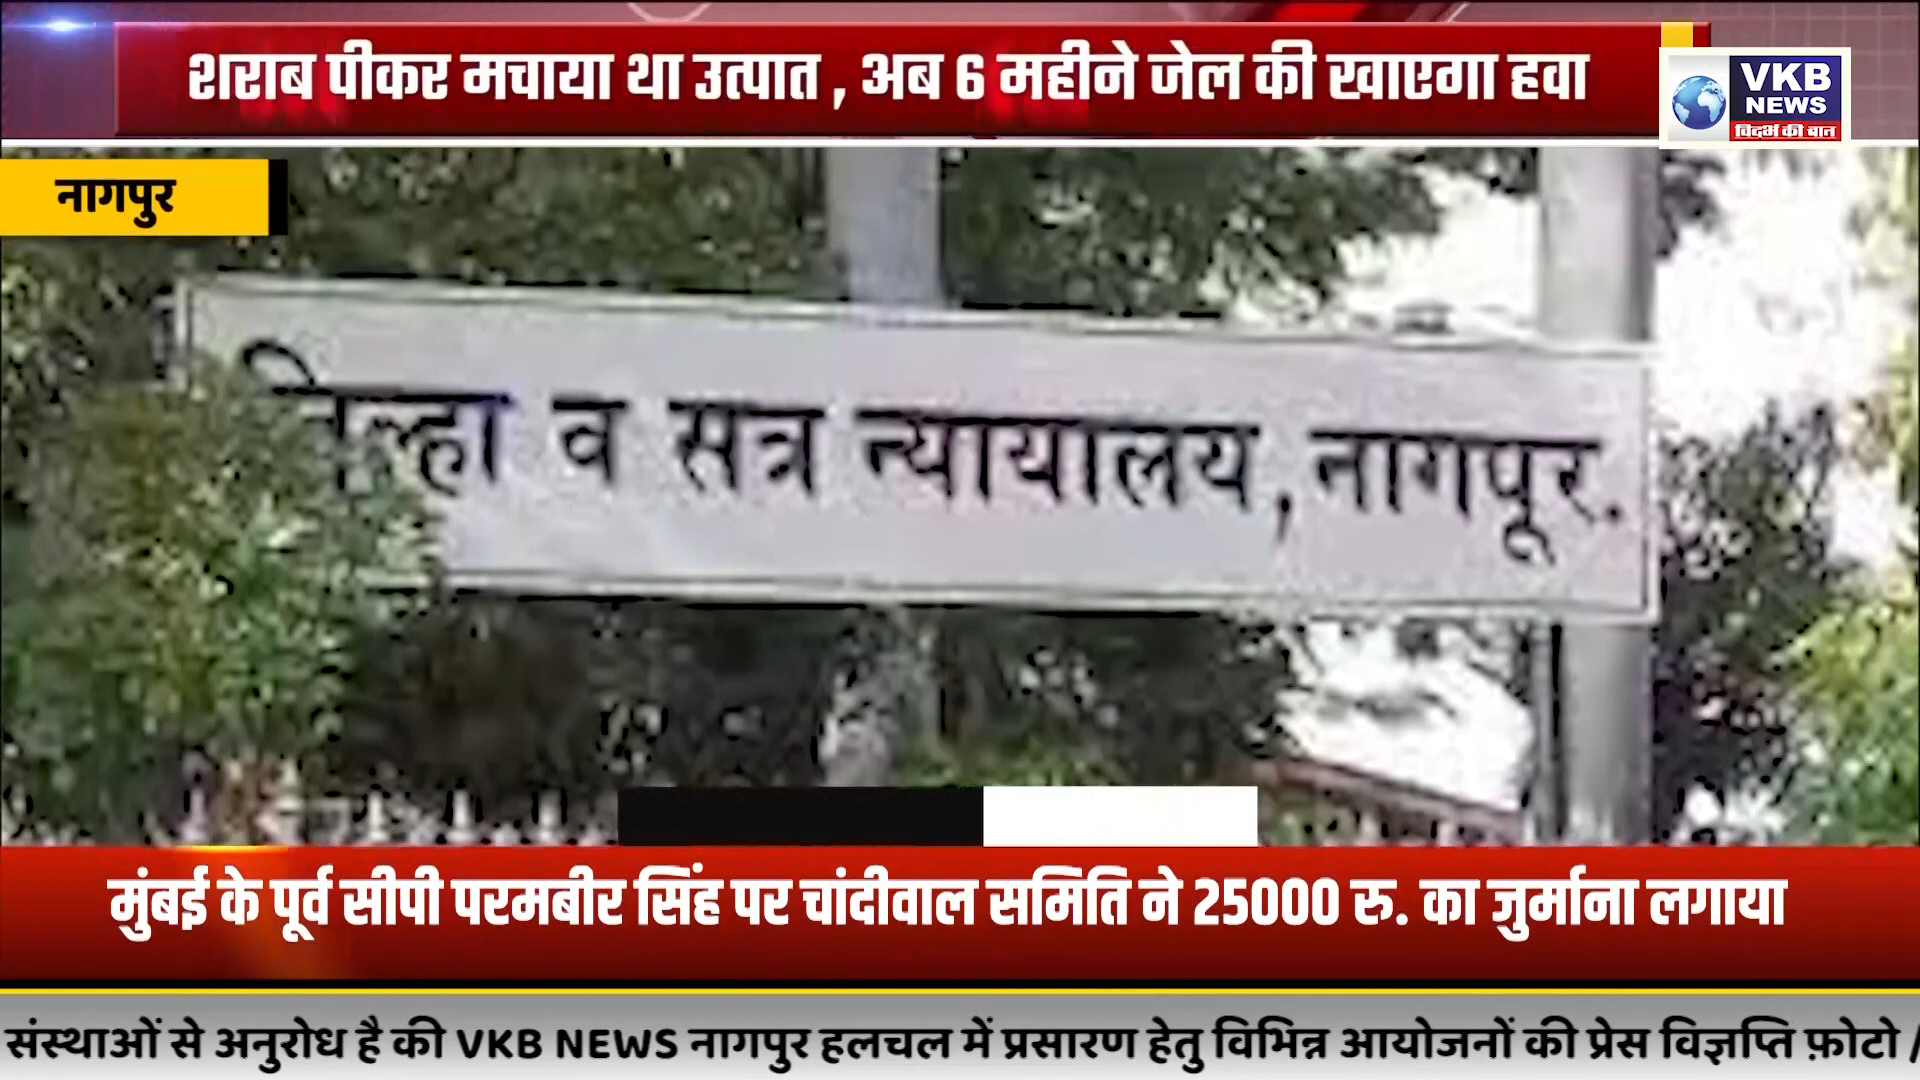 शराब पीकर मचाया था उत्पात , अब 6 महीने जेल की खाएगा हवा
VKB
NEWS
विदर्भ की बात
नागपुर
जिल्हा व सत्र न्यायालय, नागपूर.
मुंबई के पूर्व सीपी परमबीर सिंह पर चांदीवाल समिति ने 25000 रु. का जुर्माना लगाया
संस्थाओं से अनुरोध है की VKB NEWS नागपुर हलचल में प्रसारण हेतु विभिन्न आयोजनों की प्रेस विज्ञप्ति फ़ोटो /